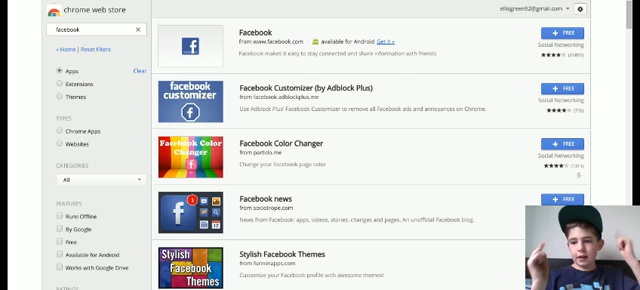 chrome web store
ellisgreen52@gmail.com
facebook
« Home | Reset Filters
Apps
Clear
Extensions
Themes
TYPES
Chrome Apps
Websites
CATEGORIES
All
FEATURES
Runs Offline
By Google
Free
Available for Android
Works with Google Drive
RATINGS
Facebook
from www.facebook.com
available for Android Get it »
Facebook makes it easy to stay connected and share information with friends
+ FREE
Social Networking
facebook
customizer
Facebook Customizer (by Adblock Plus)
from facebook.adblockplus.me
Use Adblock Plus' Facebook Customizer to remove all Facebook ads and annoyances on Chrome.
+ FREE
Social Networking
Facebook Color
Changer
Facebook Color Changer
from partido.me
Change your Facebook page color
+ FREE
Social Networking
1
Facebook news
from sociotrope.com
News from Facebook: apps, videos, stories, changes and pages. An unofficial Facebook blog.
+ FREE
Stylish
Facebook
Themes
Stylish Facebook Themes
from funnerapps.com
Customize your Facebook profile with awesome themes!